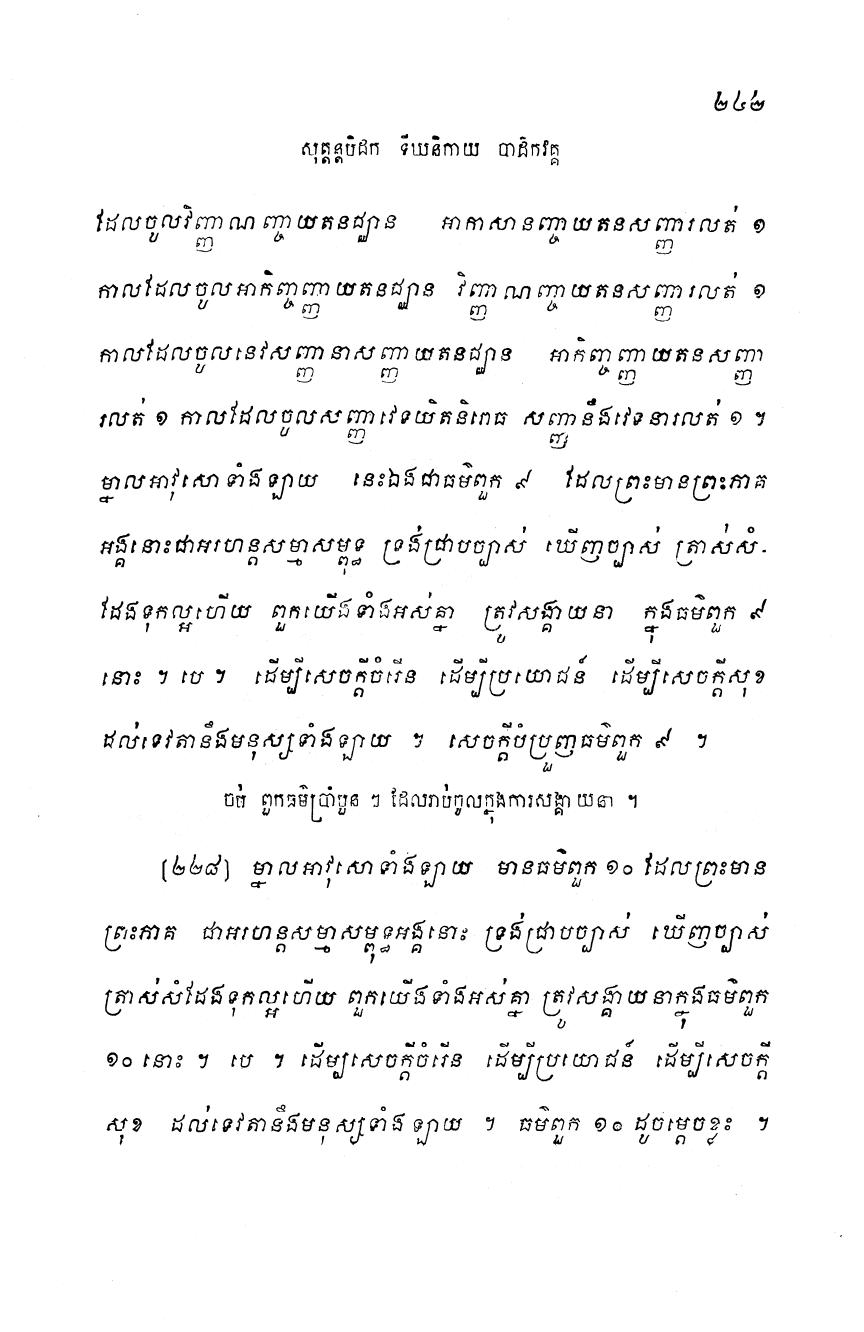 ២៤២
សុត្តន្តបិដក ទីឃនិកាយ បាដិកវគ្គ
ដែលចូលវិញ្ញាណញ្ចាយតនជ្ឈាន អាកាសានញ្ចាយតនសញ្ញារលត់ ១
កាលដែលចូលអាកិញ្ចញ្ញាយតនជ្ឈាន វិញ្ញាណញ្ចាយតនសញ្ញារលត់ ១
កាលដែលចូលនេវសញ្ញានាសញ្ញាយតនជ្ឈាន អាកិញ្ចញ្ញាយតនសញ្ញា
រលត់ ១ កាលដែលចូលសញ្ញាវេទយិតនិរោធ សញ្ញានឹងវេទនារលត់ ១ ។
ម្នាលអាវុសោទាំងឡាយ នេះឯងជាធម៌ពួក ៩ ដែលព្រះមានព្រះភាគ
អង្គនោះជាអរហន្តសម្មាសម្ពុទ្ធ ទ្រង់ជ្រាបច្បាស់ ឃើញច្បាស់ ត្រាស់សំ-
ដែងទុកល្អហើយ ពួកយើងទាំងអស់គ្នា ត្រូវសង្គាយនា ក្នុងធម៌ពួក ៩
នោះ ។ បេ ។ ដើម្បីសេចក្តីចំរើន ដើម្បីប្រយោជន៍ ដើម្បីសេចក្តីសុខ
ដល់ទេវតានឹងមនុស្សទាំងឡាយ ។ សេចក្តីបំប្រួញធម៌ពួក ៩ ។
ចប់ ពួកធម៌ប្រាំបួន ៗ ដែលរាប់ចូលក្នុងការសង្គាយនា ។
[២២៨] ម្នាលអាវុសោទាំងឡាយ មានធម៌ពួក ១០ ដែលព្រះមាន
ព្រះភាគ ជាអរហន្តសម្មាសម្ពុទ្ធអង្គនោះ ទ្រង់ជ្រាបច្បាស់ ឃើញច្បាស់
ត្រាស់សំដែងទុកល្អហើយ ពួកយើងទាំងអស់គ្នា ត្រូវសង្គាយនាក្នុងធម៌ពួក
១០ នោះ ។ បេ ។ ដើម្បសេចក្តីចំរើន ដើម្បីប្រយោជន៍ ដើម្បីសេចក្តី
សុខ ដល់ទេវតានឹងមនុស្សទាំងឡាយ ។ ធម៌ពួក ១០ ដូចម្តេចខ្លះ ។